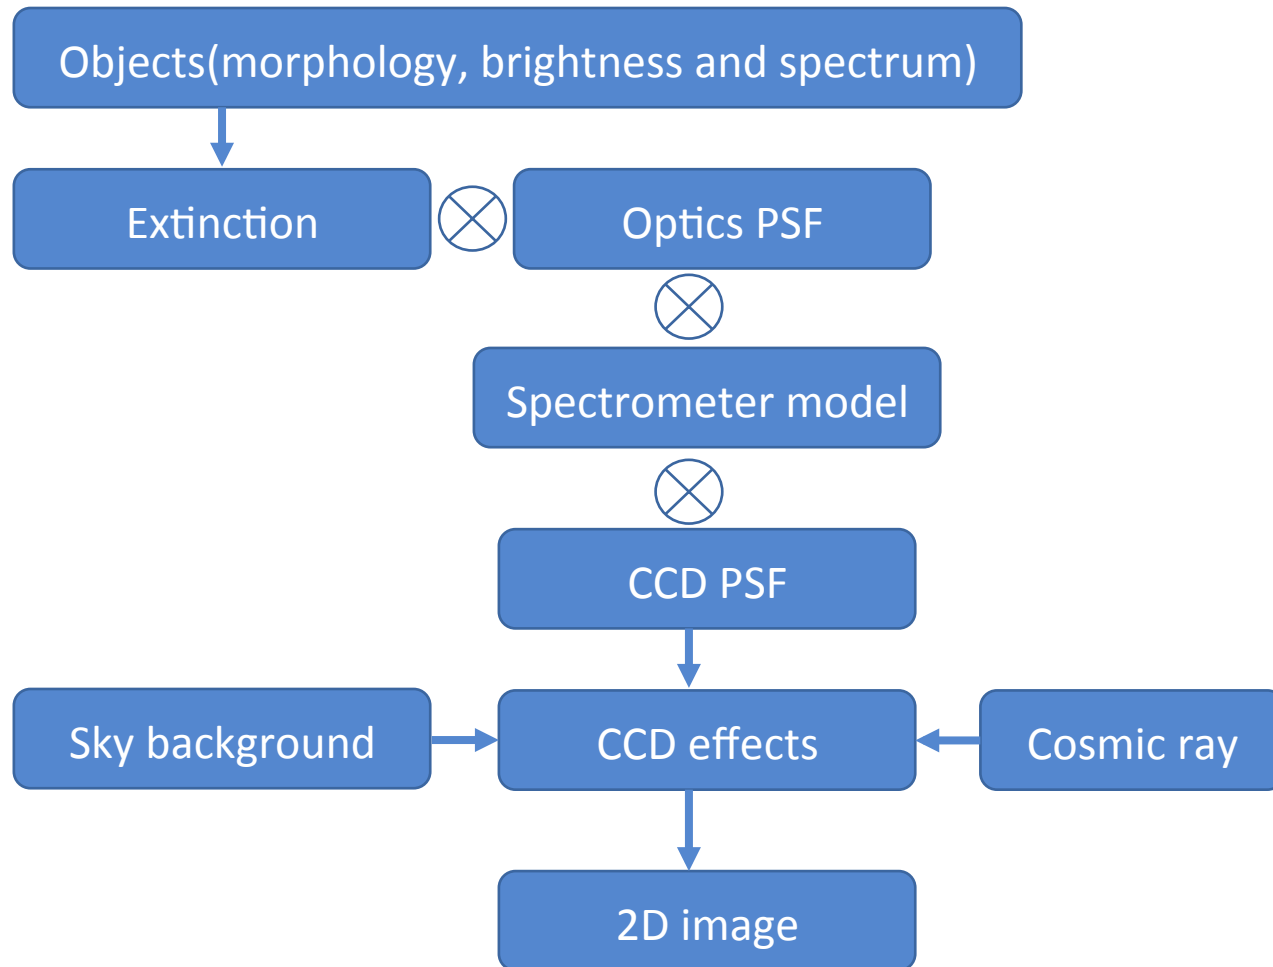 Objects(morphology, brightness and spectrum)
Extinction
Optics PSF
Spectrometer model
CCD PSF
Sky background
CCD effects
Cosmic ray
2D image